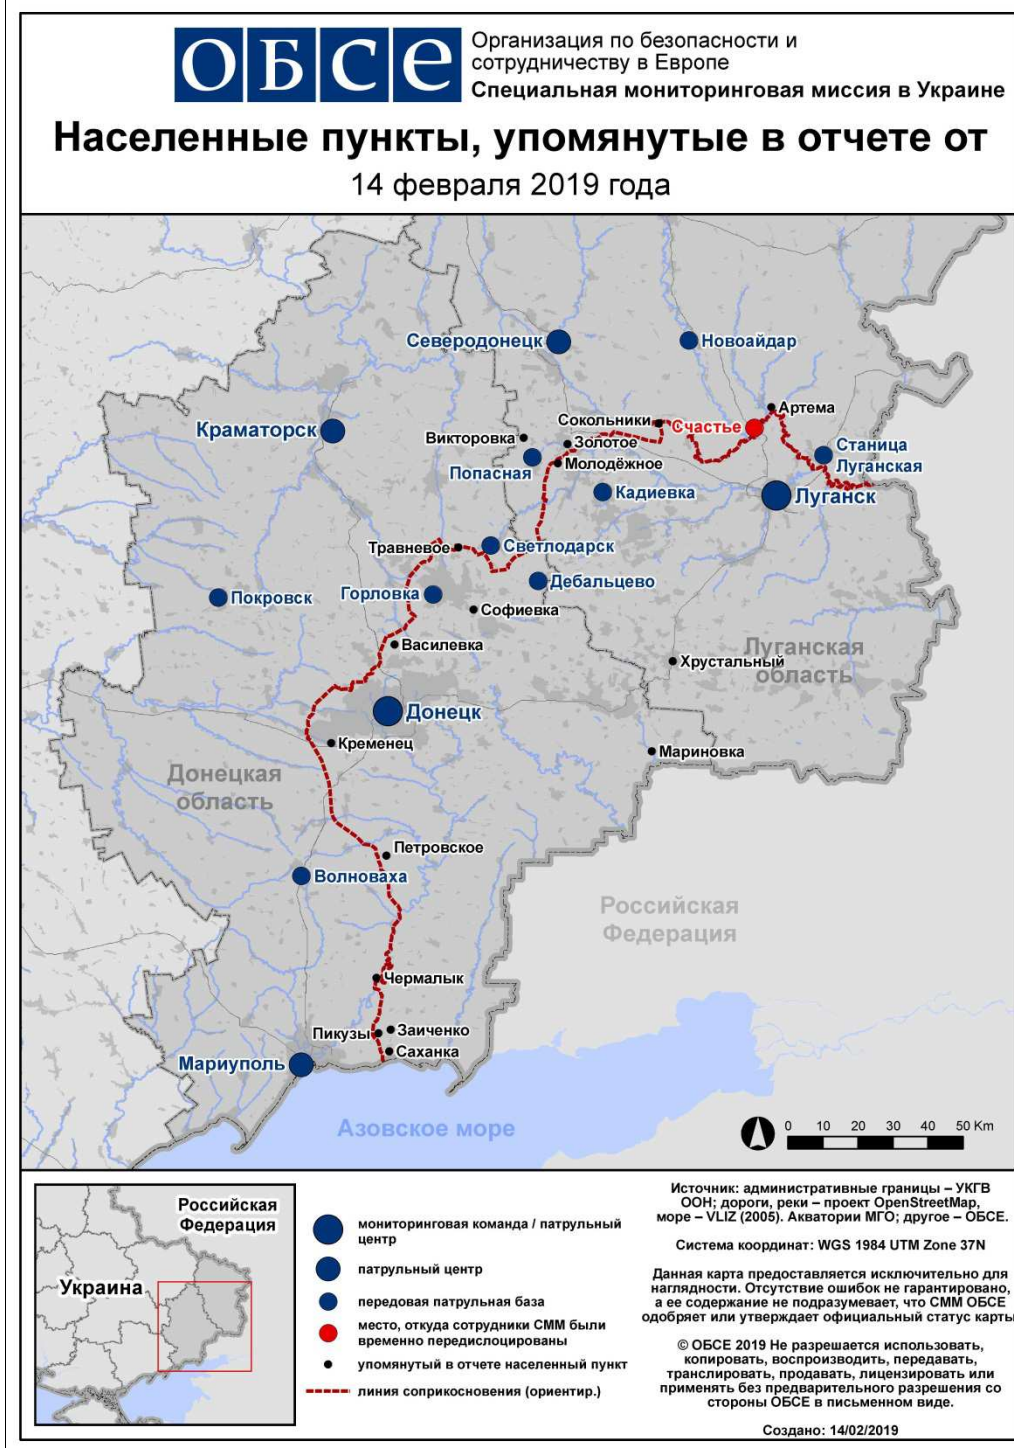 ОБСЕ
Организация по безопасности и
сотрудничеству в Европе
Специальная мониторинговая миссия в Украине
Населенные пункты, упомянутые в отчете от
14 февраля 2019 года
Северодонецк
Новоайдар
Артема
Сокольники
Счастье
Краматорск
Викторовка
Золотое
Станица
Луганская
Попасная
Молодёжное
Кадиевка
Луганск
Травневое
Светлодарск
Дебальцево
Покровск
Горловка
Софиевка
Василевка
Луганская
область
Хрустальный
Донецк
Кременец
Мариновка
Донецкая
область
Петровское
Волноваха
Российская
Федерация
Чермалык
Пикузы
Заиченко
Саханка
Мариуполь
Азовское море
0 10 20 30 40 50 Km
Российская
Федерация
Украина
мониторинговая команда / патрульный
центр
патрульный центр
передовая патрульная база
место, откуда сотрудники СММ были
временно передислоцированы
упомянутый в отчете населенный пункт
линия соприкосновения (ориентир.)
Источник: административные границы – УКГВ
ООН; дороги, реки – проект OpenStreetMap,
море – VLIZ (2005). Акватории МГО; другое – ОБСЕ.
Система координат: WGS 1984 UTM Zone 37N
Данная карта предоставляется исключительно для
наглядности. Отсутствие ошибок не гарантировано,
а ее содержание не подразумевает, что СММ ОБСЕ
одобряет или утверждает официальный статус карты
© ОБСЕ 2019 Не разрешается использовать,
копировать, воспроизводить, передавать,
транслировать, продавать, лицензировать или
применять без предварительного разрешения со
стороны ОБСЕ в письменном виде.
Создано: 14/02/2019